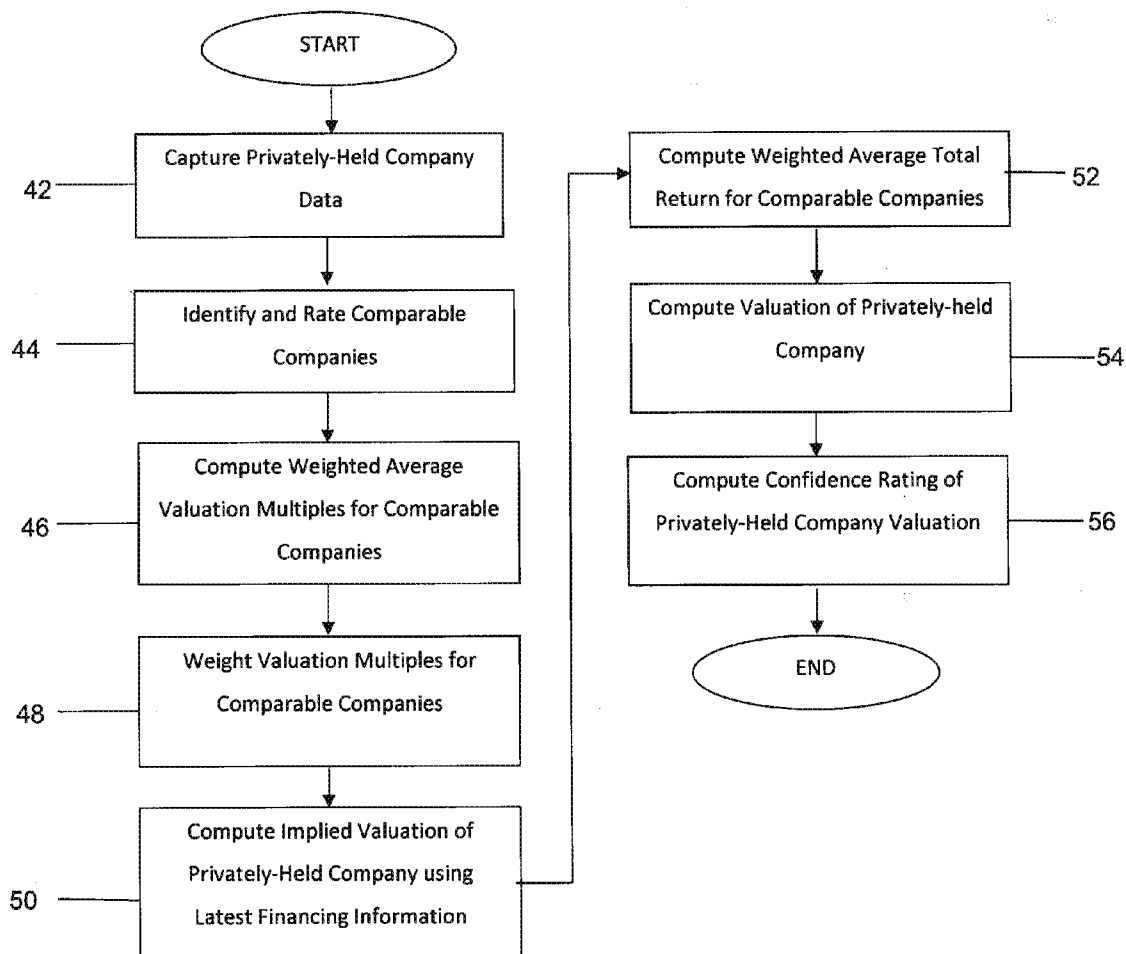 START
Capture Privately-Held Company
Data
42
Identify and Rate Comparable
Companies
44
Compute Weighted Average
Valuation Multiples for Comparable
Companies
46
Weight Valuation Multiples for
Comparable Companies
48
Compute Implied Valuation of
Privately-Held Company using
Latest Financing Information
50
Compute Weighted Average Total
Return for Comparable Companies
52
Compute Valuation of Privately-held
Company
54
Compute Confidence Rating of
Privately-Held Company Valuation
56
END